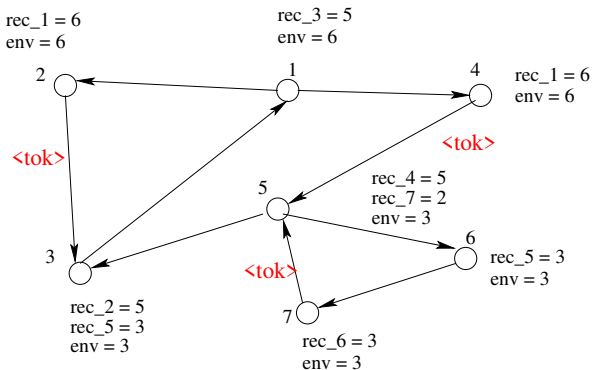 rec_1 = 6
env = 6
rec_3 = 5
env = 6
2
1
4
rec_1 = 6
env = 6
<tok>
<tok>
5
rec_4 = 5
rec_7 = 2
env = 3
6
3
<tok>
rec_5 = 3
env = 3
rec_2 = 5
rec_5 = 3
env = 3
7
rec_6 = 3
env = 3